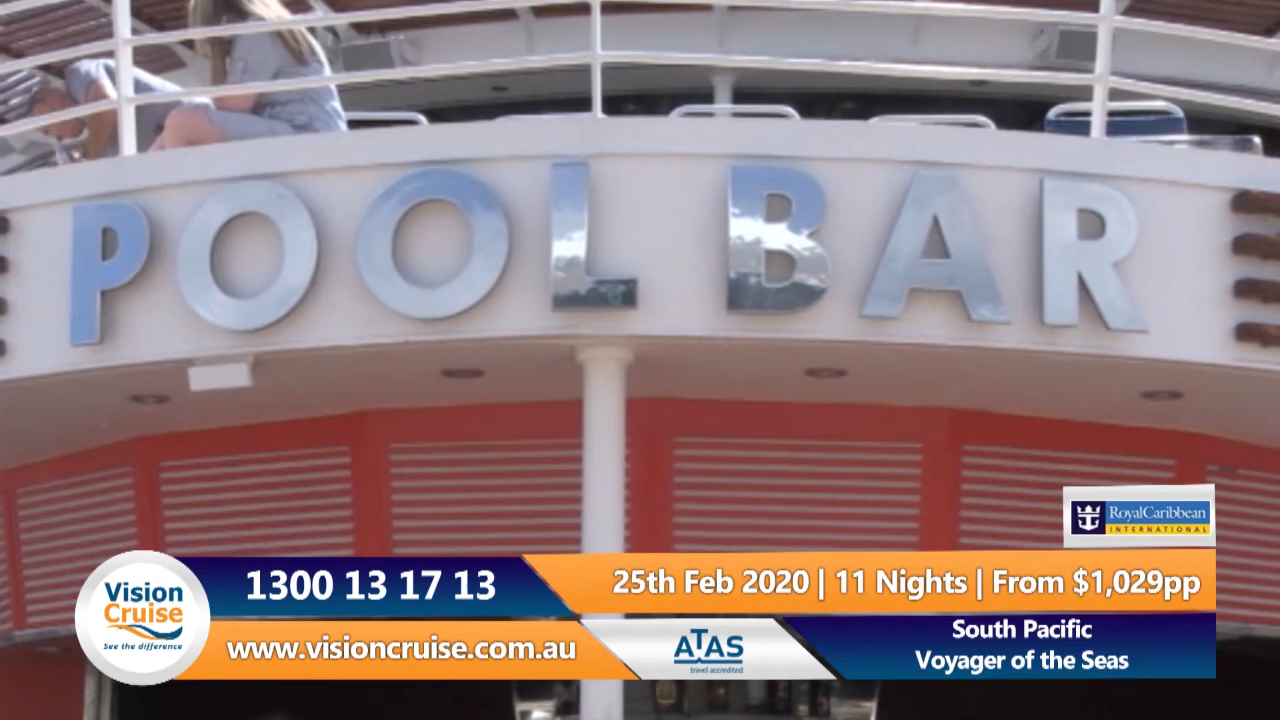 POOL BAR
RoyalCaribbean
INTERNATIONAL
1300 13 17 13
25th Feb 2020 | 11 Nights | From $1,029pp
Vision
Cruise
See the difference
www.visioncruise.com.au
ATAS
travel accredited
South Pacific
Voyager of the Seas